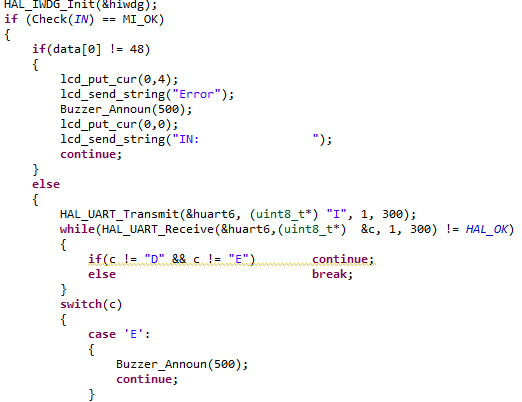 HAL_IWDG_Init(&hiwdg);
if (Check(IN) == MI_OK)
{
    if(data[0] != 48)
    {
        lcd_put_cur(0,4);
        lcd_send_string("Error");
        Buzzer_Announ(500);
        lcd_put_cur(0,0);
        lcd_send_string("IN:                ");
        continue;
    }
    else
    {
        HAL_UART_Transmit(&huart6, (uint8_t*) "I", 1, 300);
        while(HAL_UART_Receive(&huart6,(uint8_t*)  &c, 1, 300) != HAL_OK)
        {
            if(c != "D" && c != "E")        continue;
            else                            break;
        }
        switch(c)
        {
            case 'E':
            {
                Buzzer_Announ(500);
                continue;
            }